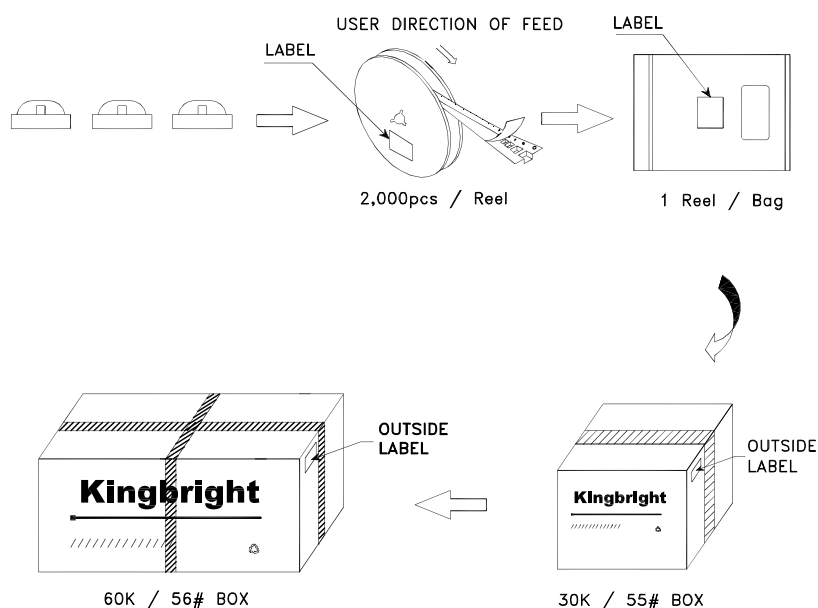 USER DIRECTION OF FEED
LABEL
LABEL
2,000pcs / Reel
1 Reel / Bag
OUTSIDE
LABEL
Kingbright
60K / 56# BOX
OUTSIDE
LABEL
Kingbright
30K / 55# BOX